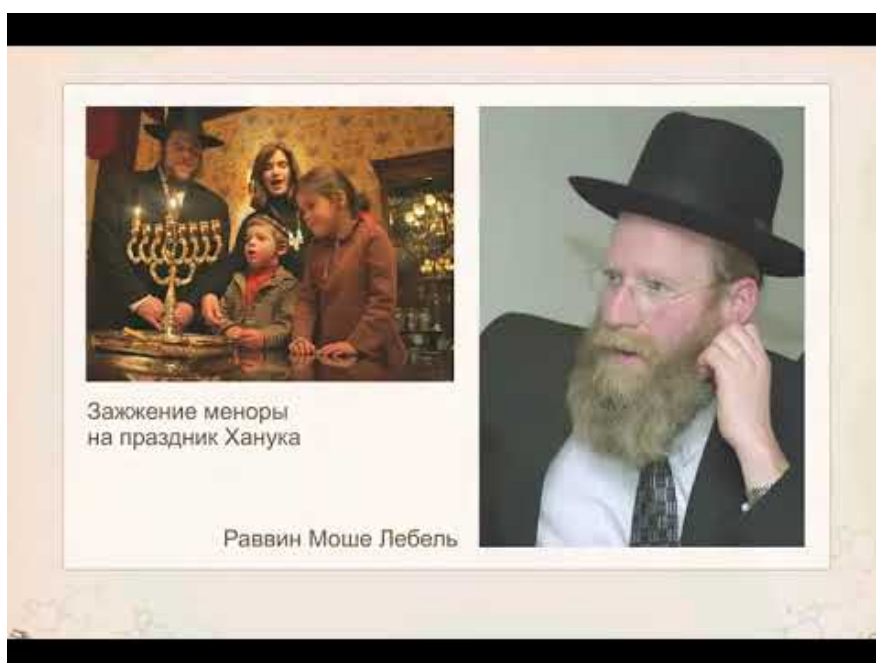 Зажжение меноры
на праздник Ханука
Раввин Моше Лебель